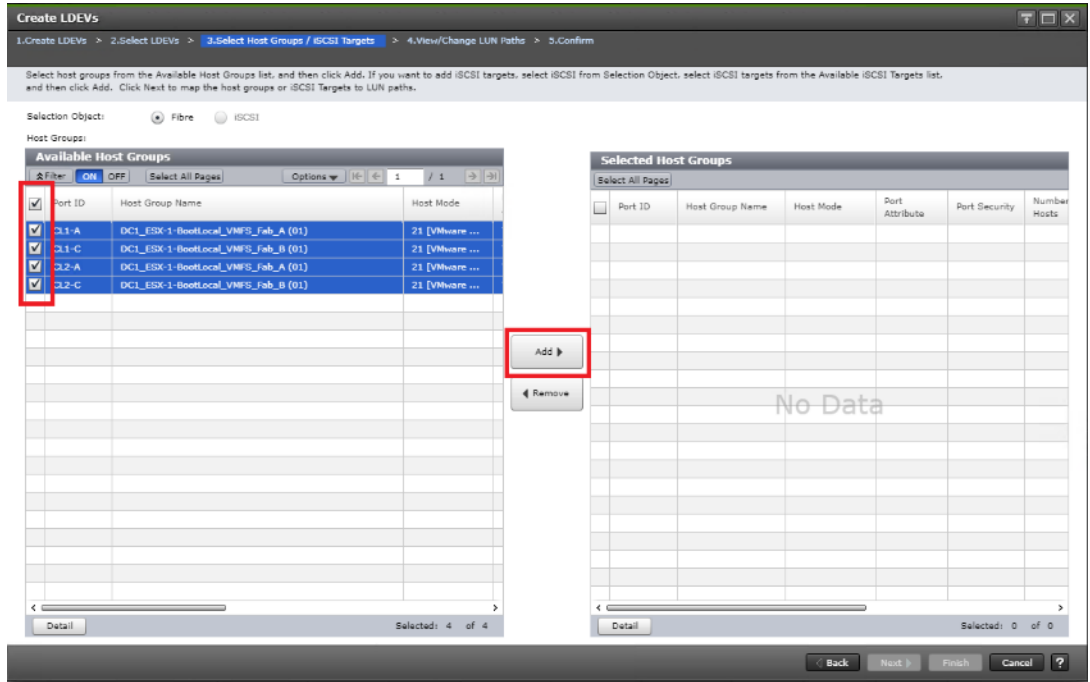 Create LDEVs
1.Create LDEVs > 2.Select LDEVs > 3.Select Host Groups / iSCSI Targets > 4.View/Change LUN Paths > 5.Confirm
Select host groups from the Available Host Groups list, and then click Add. If you want to add iSCSI targets, select iSCSI from Selection Object, select iSCSI targets from the Available iSCSI Targets list,
and then click Add. Click Next to map the host groups or iSCSI Targets to LUN paths.
Selection Object: Fibre iSCSI
Host Groups:
Available Host Groups
Filter ON OFF Select All Pages Options 1 / 1
Port ID Host Group Name Host Mode
CL1-A DC1_ESX-1-BootLocal_VMFS_Fab_A (01) 21 [VMware ...
CL1-C DC1_ESX-1-BootLocal_VMFS_Fab_B (01) 21 [VMware ...
CL2-A DC1_ESX-1-BootLocal_VMFS_Fab_A (01) 21 [VMware ...
CL2-C DC1_ESX-1-BootLocal_VMFS_Fab_B (01) 21 [VMware ...
Detail Selected: 4 of 4
Add
Remove
Selected Host Groups
Select All Pages
Port ID Host Group Name Host Mode Port Attribute Port Security Number Hosts
No Data
Detail Selected: 0 of 0
Back Next Finish Cancel ?